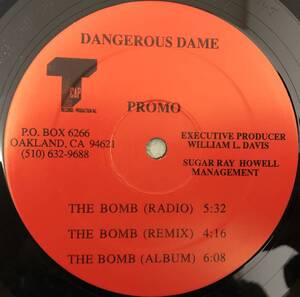 DANGEROUS DAME
T
CAP
PROMO
P.O. BOX 6266
OAKLAND, CA 94621
(510) 632-9688
EXECUTIVE PRODUCER
WILLIAM L. DAVIS
SUGAR RAY HOWELL
MANAGEMENT
THE BOMB (RADIO) 5:32
THE BOMB (REMIX) 4:16
THE BOMB (ALBUM) 6:08